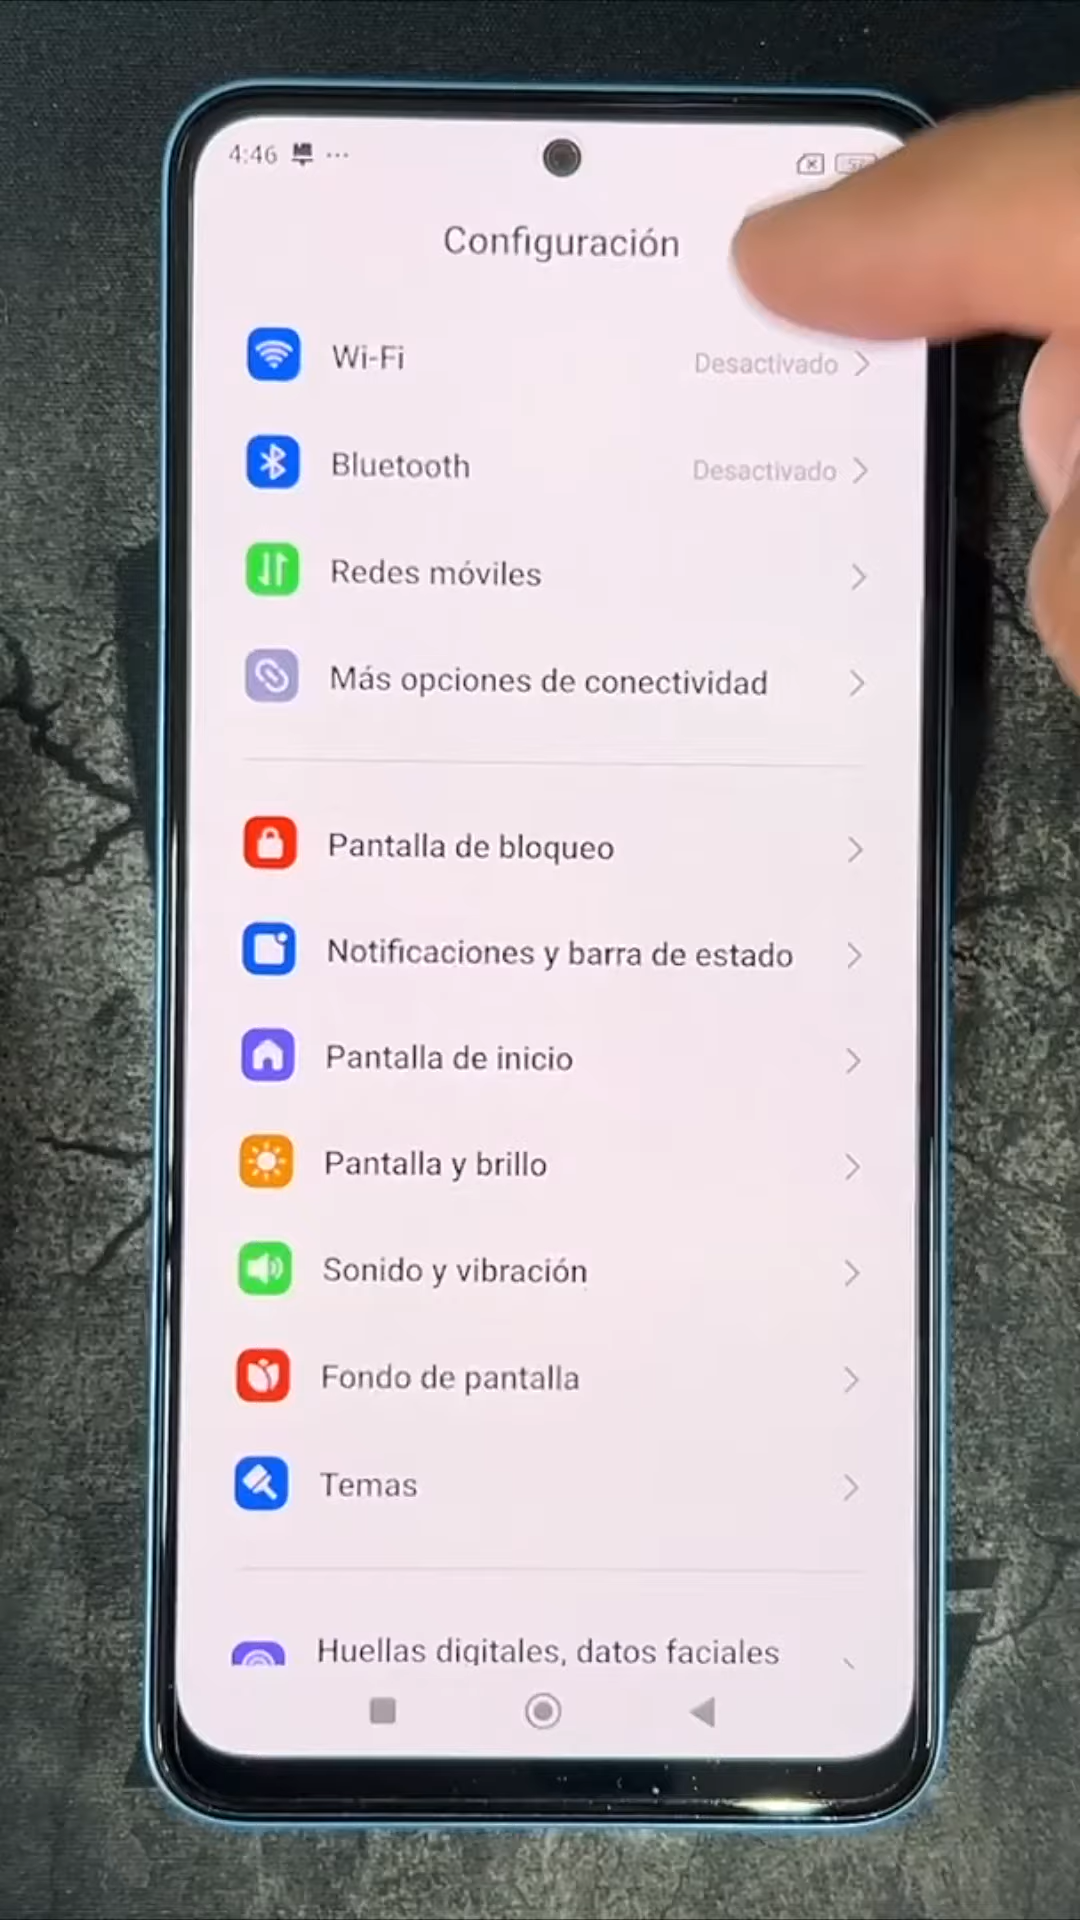 4:46
Configuración
Wi-Fi Desactivado
Bluetooth Desactivado
Redes móviles
Más opciones de conectividad
Pantalla de bloqueo
Notificaciones y barra de estado
Pantalla de inicio
Pantalla y brillo
Sonido y vibración
Fondo de pantalla
Temas
Huellas digitales, datos faciales